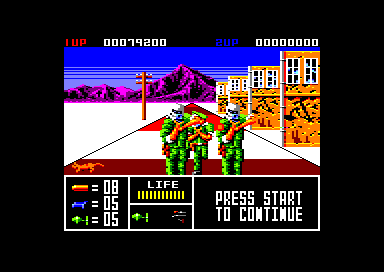 1UP 00079200 2UP 00000000
= 08
= 05
= 05
LIFE
PRESS START
TO CONTINUE